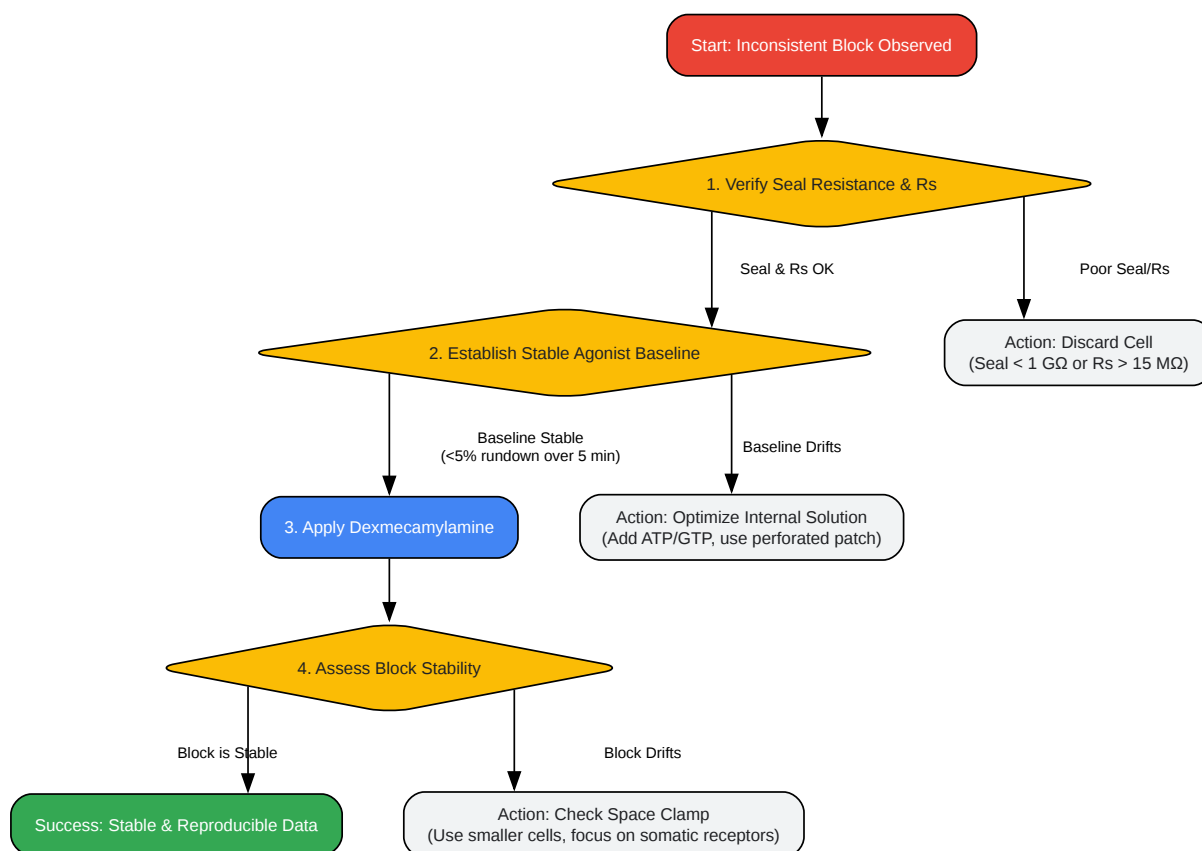 Start: Inconsistent Block Observed
1. Verify Seal Resistance & Rs
Seal & Rs OK
Poor Seal/Rs
2. Establish Stable Agonist Baseline
Action: Discard Cell
(Seal < 1 GΩ or Rs > 15 MΩ)
Baseline Stable
(<5% rundown over 5 min)
Baseline Drifts
3. Apply Dexmecamylamine
Action: Optimize Internal Solution
(Add ATP/GTP, use perforated patch)
4. Assess Block Stability
Block is Stable
Block Drifts
Success: Stable & Reproducible Data
Action: Check Space Clamp
(Use smaller cells, focus on somatic receptors)